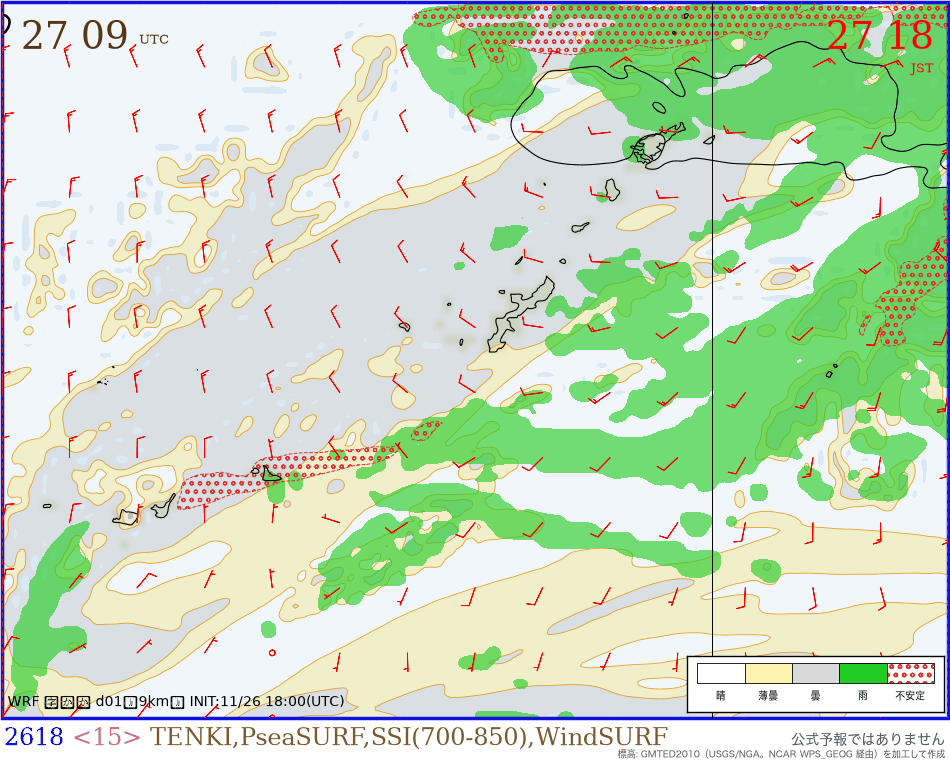 27 09 UTC
27 18
JST
WRF d01 9km INIT:11/26 18:00(UTC)
晴 薄曇 曇 雨 不安定
2618 <15> TENKI,PseaSURF,SSI(700-850),WindSURF
公式予報ではありません
標高: GMTED2010（USGS/NGA。NCAR WPS_GEOG 経由）を加工して作成